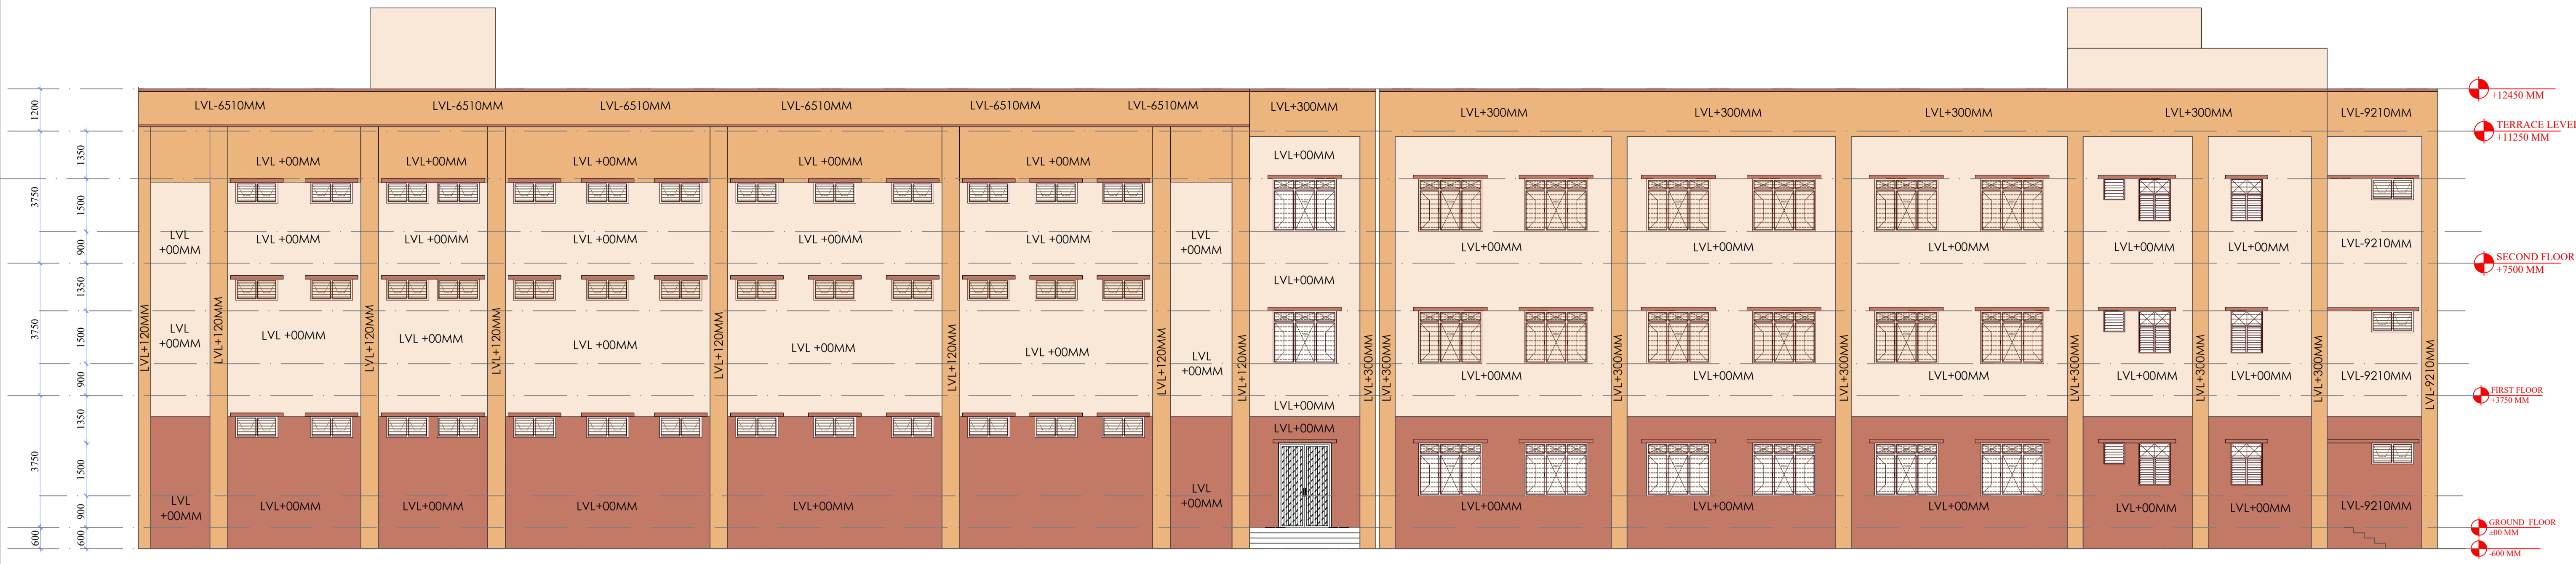 LVL-6510MM LVL-6510MM LVL-6510MM LVL-6510MM LVL-6510MM LVL-6510MM LVL+300MM LVL+300MM LVL+300MM LVL+300MM LVL+300MM LVL-9210MM
+12450 MM
TERRACE LEVEL
+11250 MM
1200
1350
LVL +00MM LVL+00MM LVL +00MM LVL +00MM LVL +00MM LVL+00MM
3750
1500
900
LVL
+00MM
LVL +00MM LVL +00MM LVL +00MM LVL +00MM LVL +00MM
LVL
+00MM
LVL+00MM LVL+00MM LVL+00MM LVL+00MM LVL+00MM LVL-9210MM
SECOND FLOOR
+7500 MM
LVL+00MM
1350
3750
1500
900
LVL+120MM
LVL
+00MM
LVL+120MM
LVL +00MM
LVL+120MM
LVL +00MM
LVL+120MM
LVL +00MM
LVL+120MM
LVL +00MM
LVL+120MM
LVL +00MM
LVL+120MM
LVL
+00MM
LVL+120MM
LVL+00MM
LVL+300MM
LVL+300MM
LVL+00MM
LVL+300MM
LVL+00MM
LVL+300MM
LVL+00MM
LVL+300MM
LVL+00MM
LVL+300MM
LVL+00MM
LVL+300MM
LVL-9210MM
LVL-9210MM
FIRST FLOOR
+3750 MM
1350
3750
1500
900
LVL+00MM
LVL
+00MM
LVL+00MM LVL+00MM LVL+00MM LVL+00MM
LVL
+00MM
LVL+00MM LVL+00MM LVL+00MM LVL+00MM LVL+00MM LVL-9210MM
GROUND FLOOR
±00 MM
600
600
-600 MM